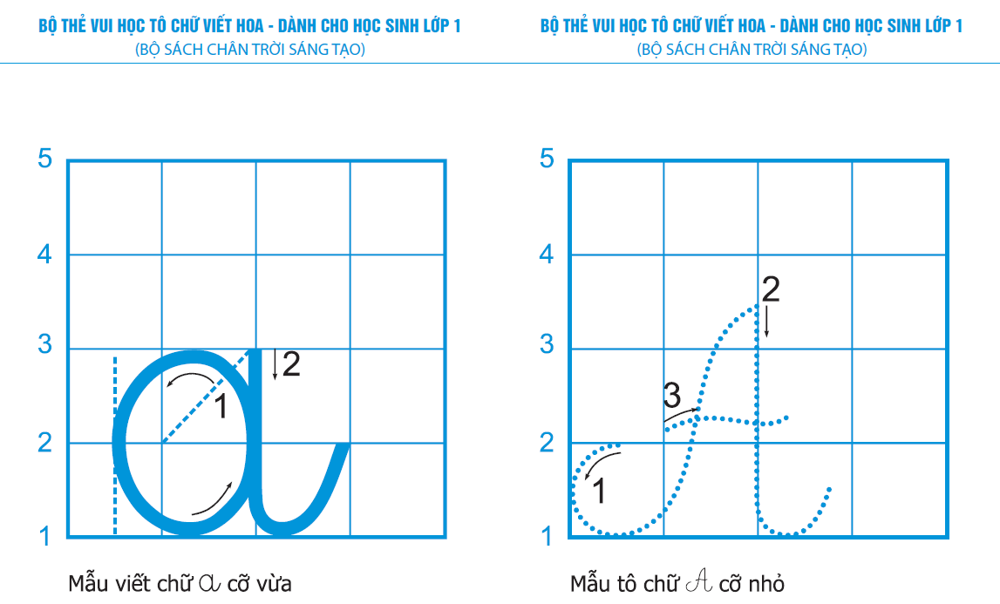 BỘ THẺ VUI HỌC TÔ CHỮ VIẾT HOA - DÀNH CHO HỌC SINH LỚP 1
(BỘ SÁCH CHÂN TRỜI SÁNG TẠO)
5
4
3
2
1
2
1
a
Mẫu viết chữ a cỡ vừa
BỘ THẺ VUI HỌC TÔ CHỮ VIẾT HOA - DÀNH CHO HỌC SINH LỚP 1
(BỘ SÁCH CHÂN TRỜI SÁNG TẠO)
5
4
3
2
1
2
3
1
A
Mẫu tô chữ A cỡ nhỏ